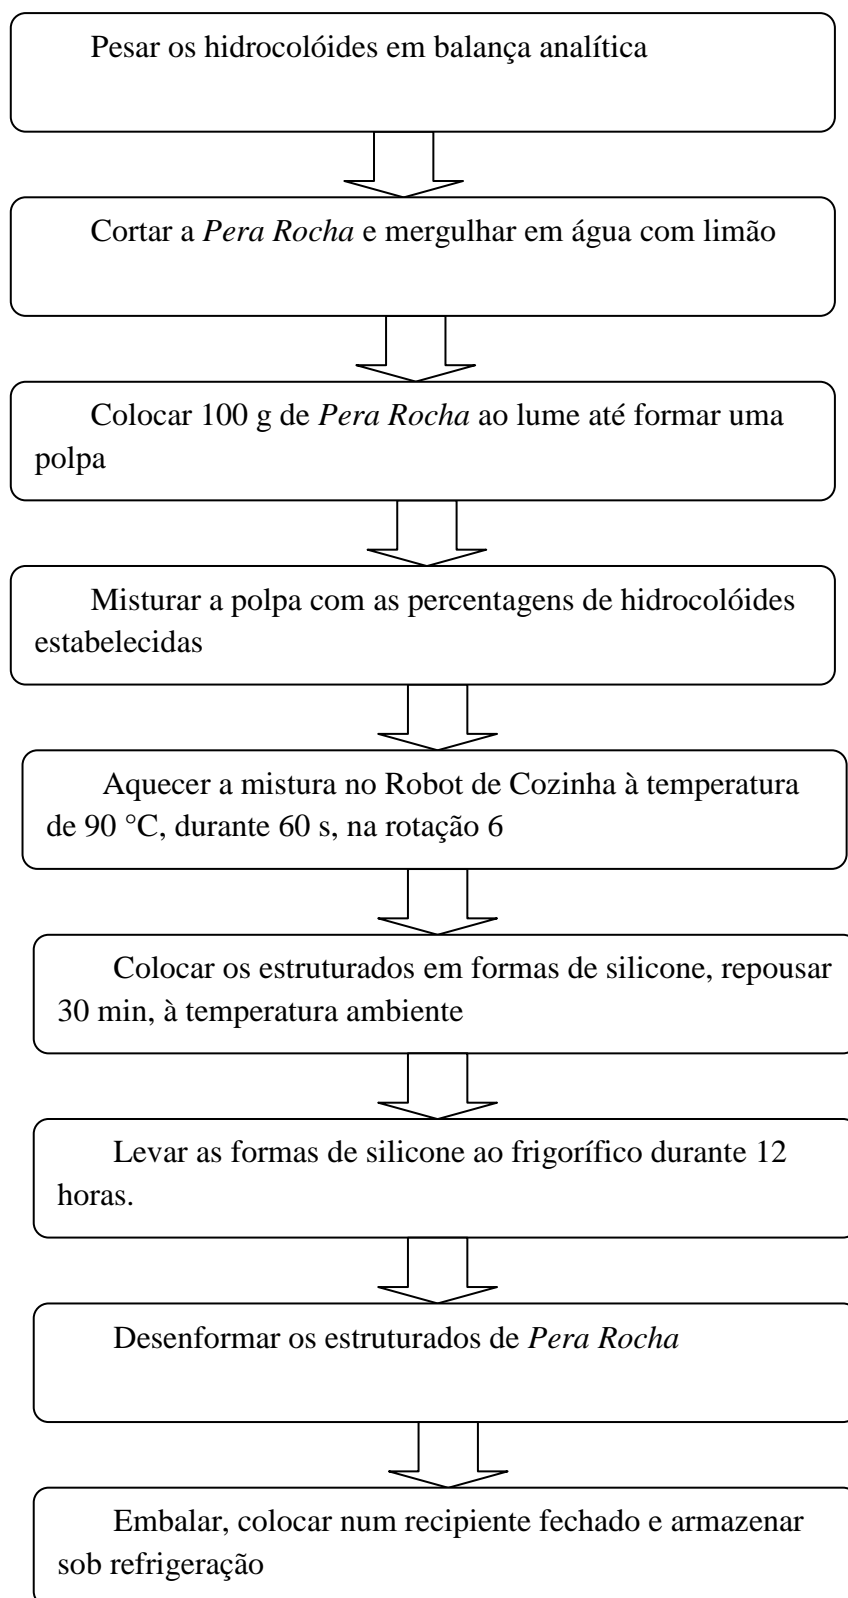 Pesar os hidrocolóides em balança analítica
Cortar a Pera Rocha e mergulhar em água com limão
Colocar 100 g de Pera Rocha ao lume até formar uma
polpa
Misturar a polpa com as percentagens de hidrocolóides
estabelecidas
Aquecer a mistura no Robot de Cozinha à temperatura
de 90 °C, durante 60 s, na rotação 6
Colocar os estruturados em formas de silicone, repousar
30 min, à temperatura ambiente
Levar as formas de silicone ao frigorífico durante 12
horas.
Desenformar os estruturados de Pera Rocha
Embalar, colocar num recipiente fechado e armazenar
sob refrigeração